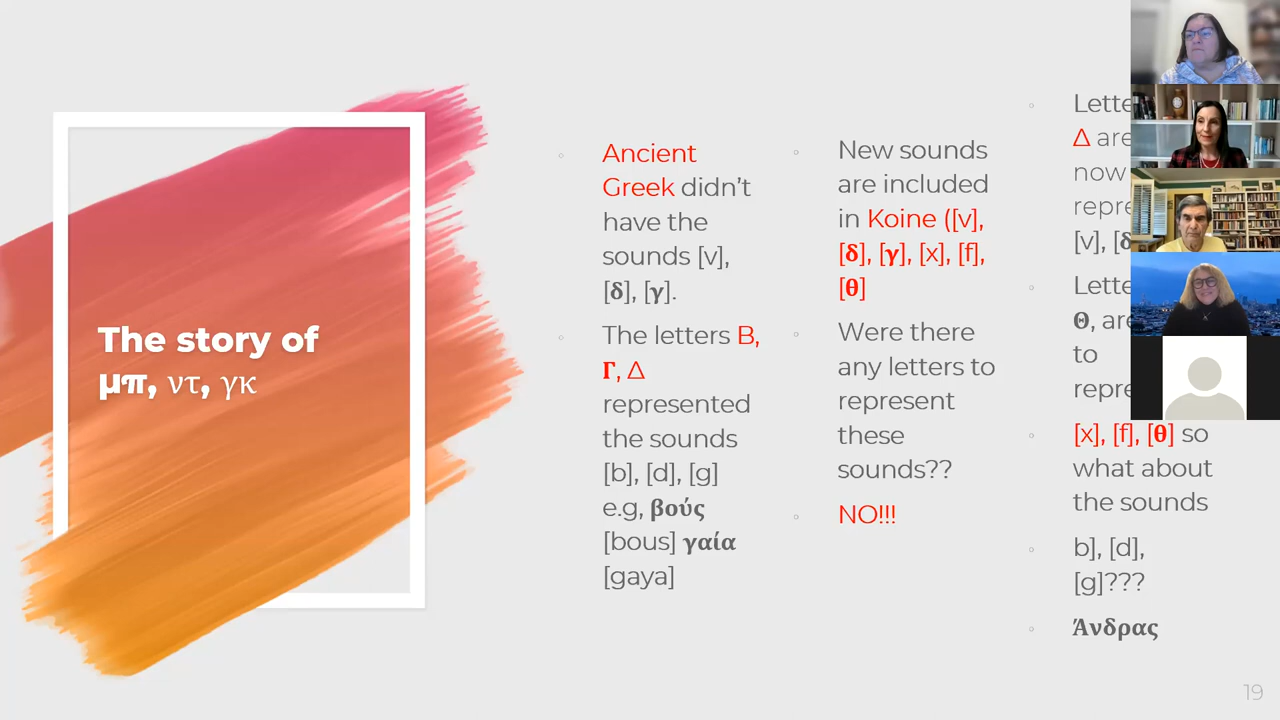 The story of
μπ, ντ, γκ
Ancient
Greek didn't
have the
sounds [v],
[δ], [γ].
The letters Β,
Γ, Δ
represented
the sounds
[b], [d], [g]
e.g, βούς
[bous] γαία
[gaya]
New sounds
are included
in Koine ([v],
[δ], [γ], [x], [f],
[θ]
Were there
any letters to
represent
these
sounds??
NO!!!
Δ are
now
[v],
Θ,
to
[x], [f], [θ] so
what about
the sounds
b], [d],
[g]???
Άνδρας
19